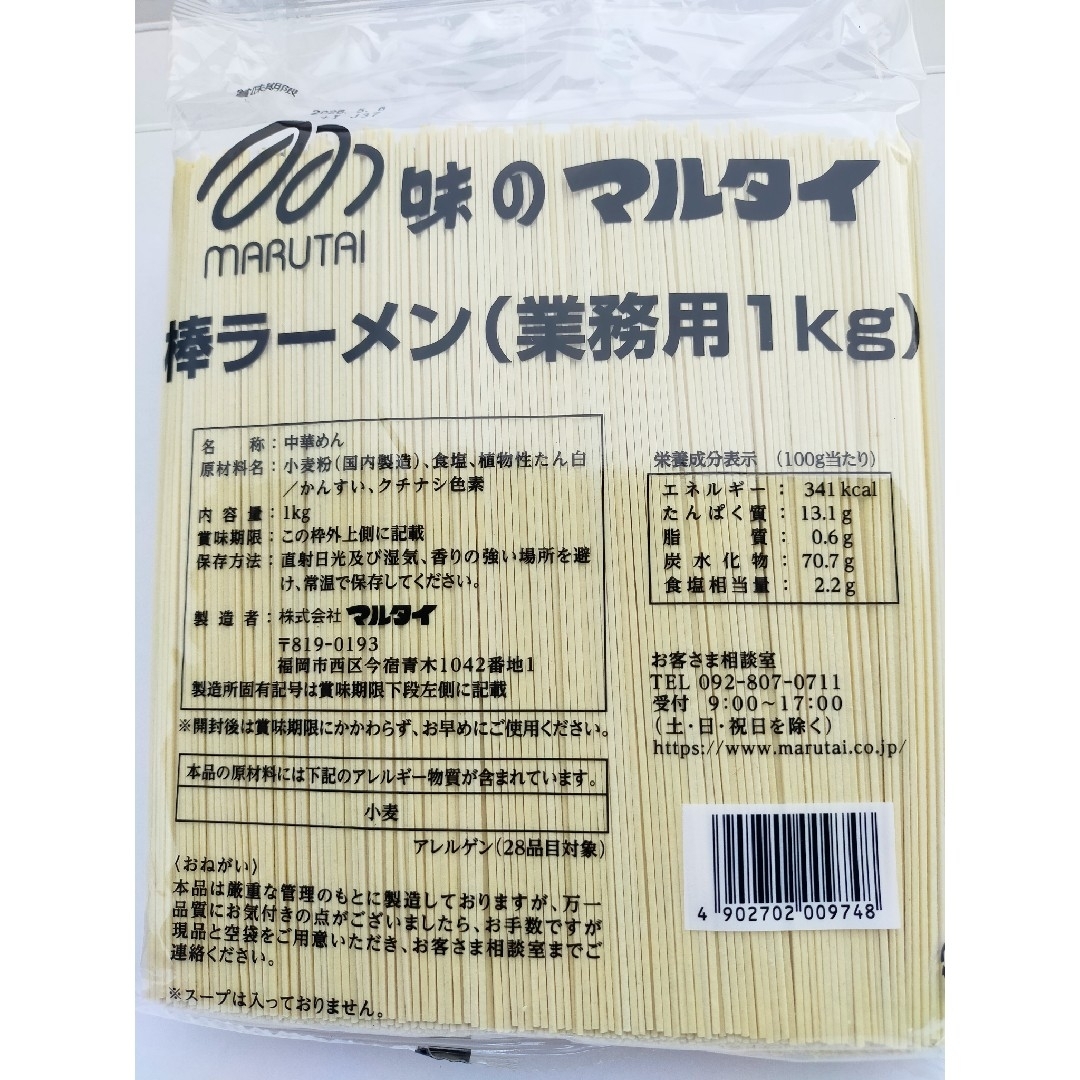 賞味期限
MARUTAI
味のマルタイ
棒ラーメン(業務用1kg)
名称:中華めん
原材料名:小麦粉(国内製造)、食塩、植物性たん白
/かんすい、クチナシ色素
内容量:1kg
賞味期限:この枠外上側に記載
保存方法:直射日光及び湿気、香りの強い場所を避
け、常温で保存してください。
製造者:株式会社マルタイ
〒819-0193
福岡市西区今宿青木1042番地1
製造所固有記号は賞味期限下段左側に記載
※開封後は賞味期限にかかわらず、お早めにご使用ください。
本品の原材料には下記のアレルギー物質が含まれています。
小麦
アレルゲン(28品目対象)
〈おねがい〉
本品は厳重な管理のもとに製造しておりますが、万一
品質にお気付きの点がございましたら、お手数ですが
現品と空袋をご用意いただき、お客さま相談室までご
連絡ください。
※スープは入っておりません。
栄養成分表示 (100g当たり)
エネルギー: 341kcal
たんぱく質: 13.1g
脂質: 0.6g
炭水化物: 70.7g
食塩相当量: 2.2g
お客さま相談室
TEL 092-807-0711
受付 9:00~17:00
(土・日・祝日を除く)
https://www.marutai.co.jp/
4 902702 009748